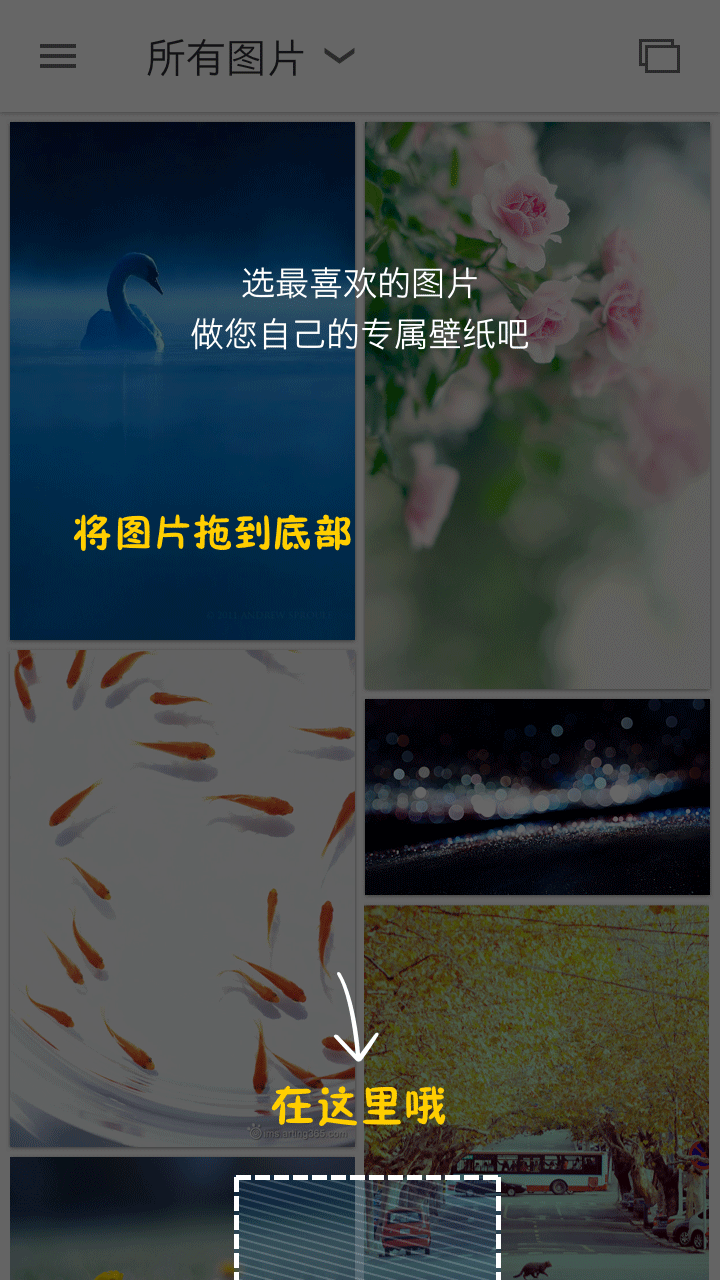 所有图片
选最喜欢的图片
做您自己的专属壁纸吧
将图片拖到底部
在这里哦